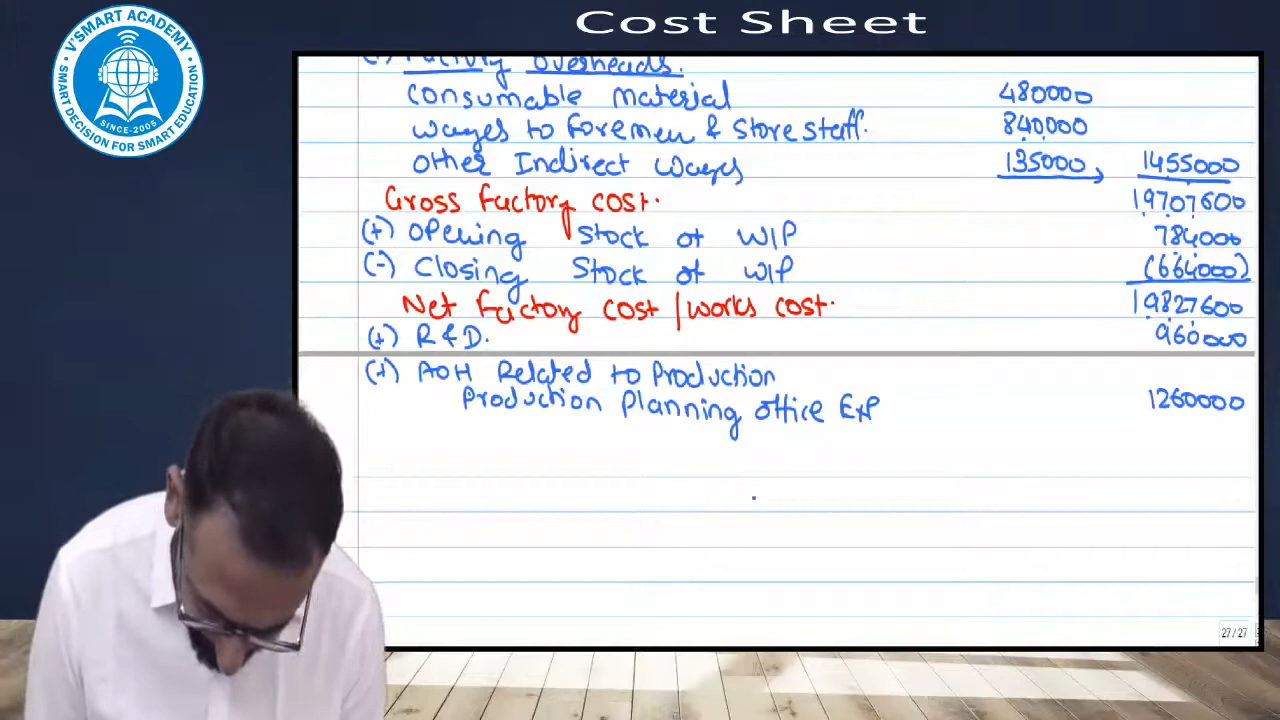 Cost Sheet
V'SMART ACADEMY
SINCE-2005
SMART DECISION FOR SMART EDUCATION
Factory overheads.
Consumable Material 480000
Wages to Foremen & Store staff. 840000
Other Indirect Wages 135000 1455000
Gross Factory Cost. 19707600
(+) Opening Stock of WIP 784000
(-) Closing Stock of WIP (664000)
Net Factory Cost / Works Cost. 19827600
(+) R & D. 960000
(+) AOH Related to Production
Production Planning office Exp 1260000
27/27